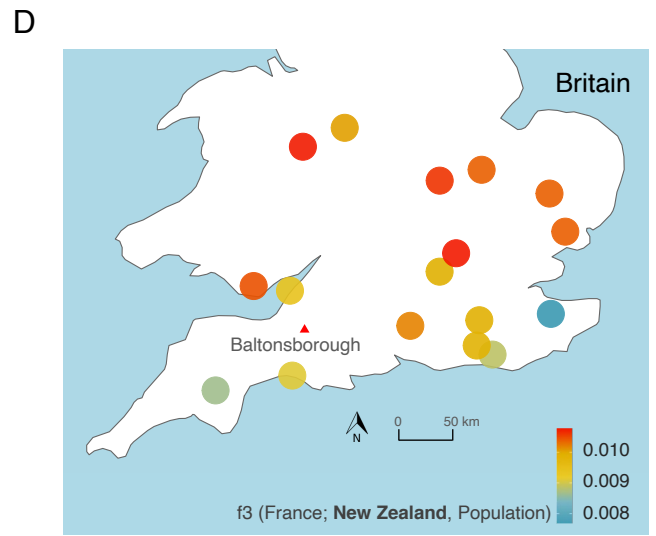 D
Britain
Baltonsborough
0 50 km
N
0.010
0.009
0.008
f3 (France; New Zealand, Population)